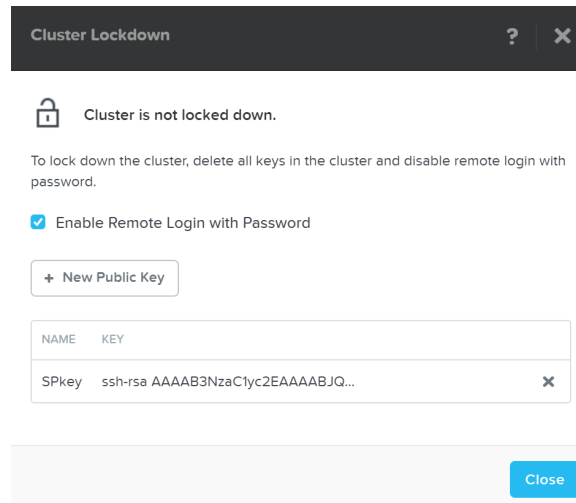 Cluster Lockdown ?
Cluster is not locked down.
To lock down the cluster, delete all keys in the cluster and disable remote login with
password.
Enable Remote Login with Password
+ New Public Key
NAME KEY
SPkey ssh-rsa AAAAB3NzaC1yc2EAAAABJQ...
Close